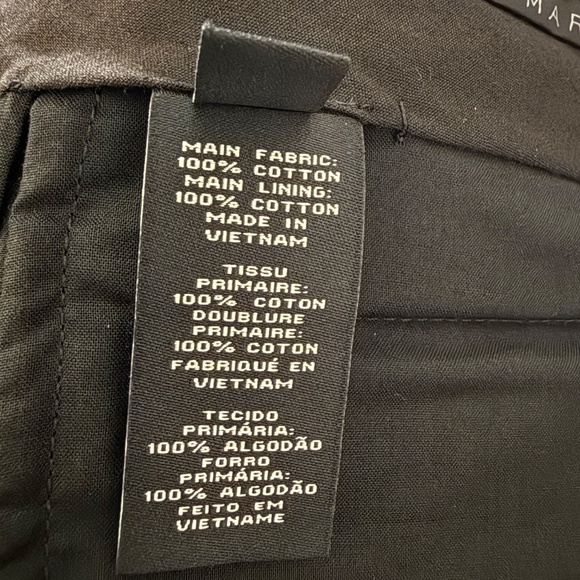 MAR
MAIN FABRIC:
100% COTTON
MAIN LINING:
100% COTTON
MADE IN
VIETNAM
TISSU
PRIMAIRE:
100% COTON
DOUBLURE
PRIMAIRE:
100% COTON
FABRIQUÉ EN
VIETNAM
TECIDO
PRIMÁRIA:
100% ALGODÃO
FORRO
PRIMÁRIA:
100% ALGODÃO
FEITO EM
VIETNAME